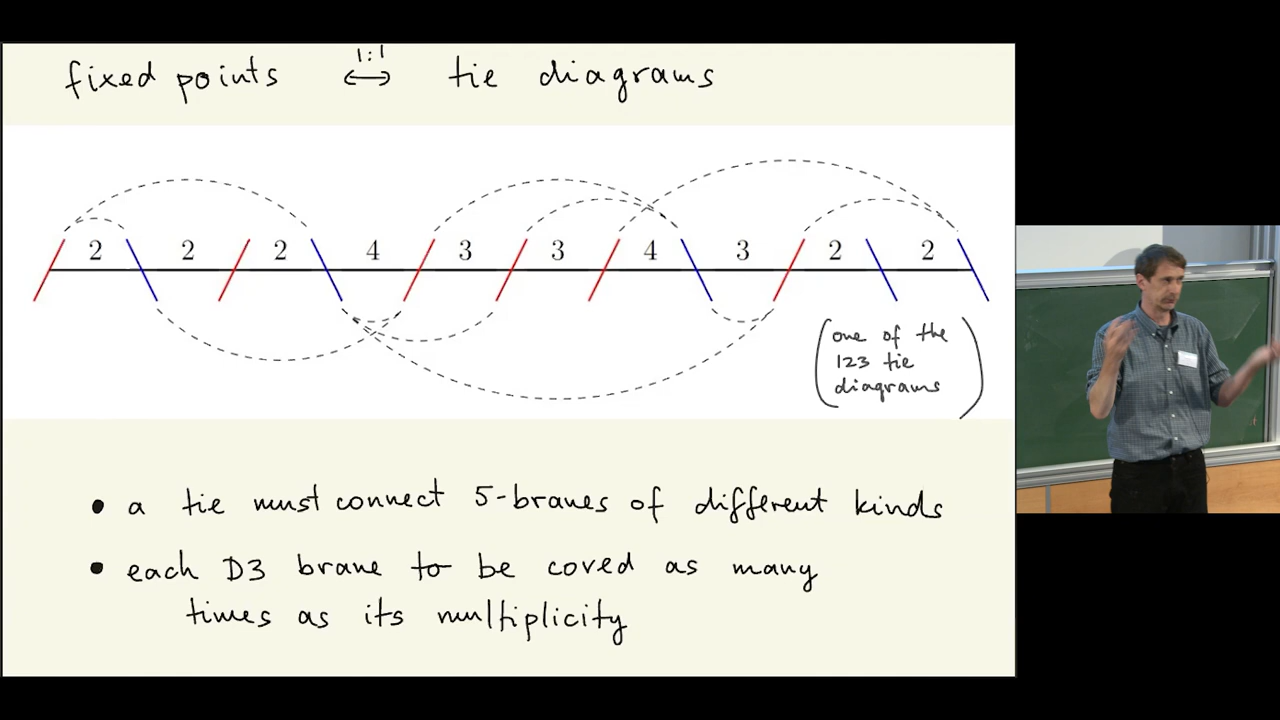 fixed points 1:1 ⟷ tie diagrams
2 2 2 4 3 3 4 3 2 2
(one of the
123 tie
diagrams)
• a tie must connect 5-branes of different kinds
• each D3 brane to be coved as many
times as its multiplicity